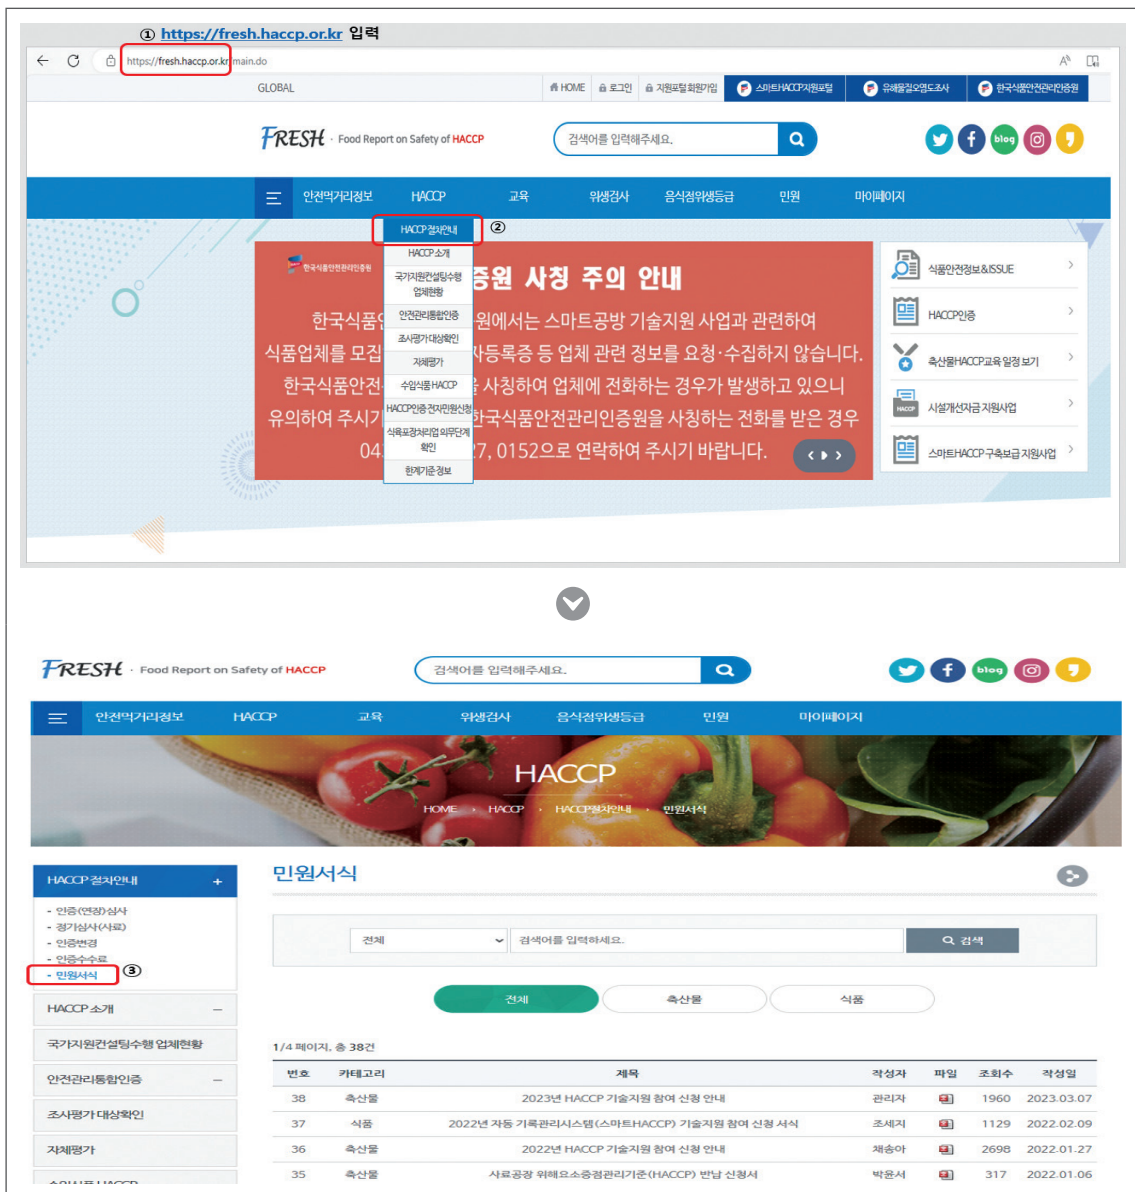 ① https://fresh.haccp.or.kr 입력
https://fresh.haccp.or.kr/main.do
GLOBAL
HOME 로그인 지원포털 회원가입 스마트HACCP지원포털 유해물질오염도조사 한국식품안전관리인증원
FRESH · Food Report on Safety of HACCP
검색어를 입력해주세요.
blog
안전먹거리정보 HACCP 교육 위생검사 음식점위생등급 민원 마이페이지
HACCP 절차안내 ②
HACCP 소개
국가지원컨설팅수행
업체현황
안전관리통합인증
조사평가 대상확인
자체평가
수입식품 HACCP
HACCP인증 전자민원신청
식육포장처리업 의무단계
확인
한계기준 정보
한국식품안전관리인증원
증원 사칭 주의 안내
한국식품 원에서는 스마트공방 기술지원 사업과 관련하여
식품업체를 모집 자등록증 등 업체 관련 정보를 요청·수집하지 않습니다.
한국식품안전 을 사칭하여 업체에 전화하는 경우가 발생하고 있으니
유의하여 주시기 한국식품안전관리인증원을 사칭하는 전화를 받은 경우
04 7, 0152으로 연락하여 주시기 바랍니다.
식품안전정보&ISSUE
HACCP인증
축산물HACCP교육 일정 보기
HACCP
시설개선자금 지원사업
스마트HACCP 구축보급 지원사업
FRESH · Food Report on Safety of HACCP
검색어를 입력해주세요.
blog
안전먹거리정보 HACCP 교육 위생검사 음식점위생등급 민원 마이페이지
HACCP
HOME › HACCP › HACCP절차안내 › 민원서식
HACCP 절차안내 +
- 인증(연장)심사
- 정기심사(사료)
- 인증변경
- 인증수수료
- 민원서식 ③
HACCP 소개 –
국가지원컨설팅수행 업체현황
안전관리통합인증 –
조사평가 대상확인
자체평가
수입식품 HACCP
민원서식
전체 검색어를 입력하세요. 검색
전체 축산물 식품
1/4 페이지, 총 38건
번호 카테고리 제목 작성자 파일 조회수 작성일
38 축산물 2023년 HACCP 기술지원 참여 신청 안내 관리자 1960 2023.03.07
37 식품 2022년 자동 기록관리시스템(스마트HACCP) 기술지원 참여 신청 서식 조세지 1129 2022.02.09
36 축산물 2022년 HACCP 기술지원 참여 신청 안내 채송아 2698 2022.01.27
35 축산물 사료공장 위해요소중점관리기준(HACCP) 반납 신청서 박윤서 317 2022.01.06